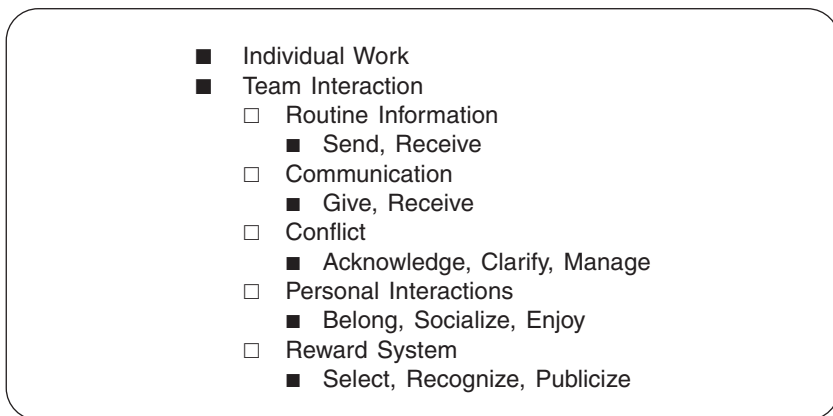 ■ Individual Work
■ Team Interaction
□ Routine Information
■ Send, Receive
□ Communication
■ Give, Receive
□ Conflict
■ Acknowledge, Clarify, Manage
□ Personal Interactions
■ Belong, Socialize, Enjoy
□ Reward System
■ Select, Recognize, Publicize